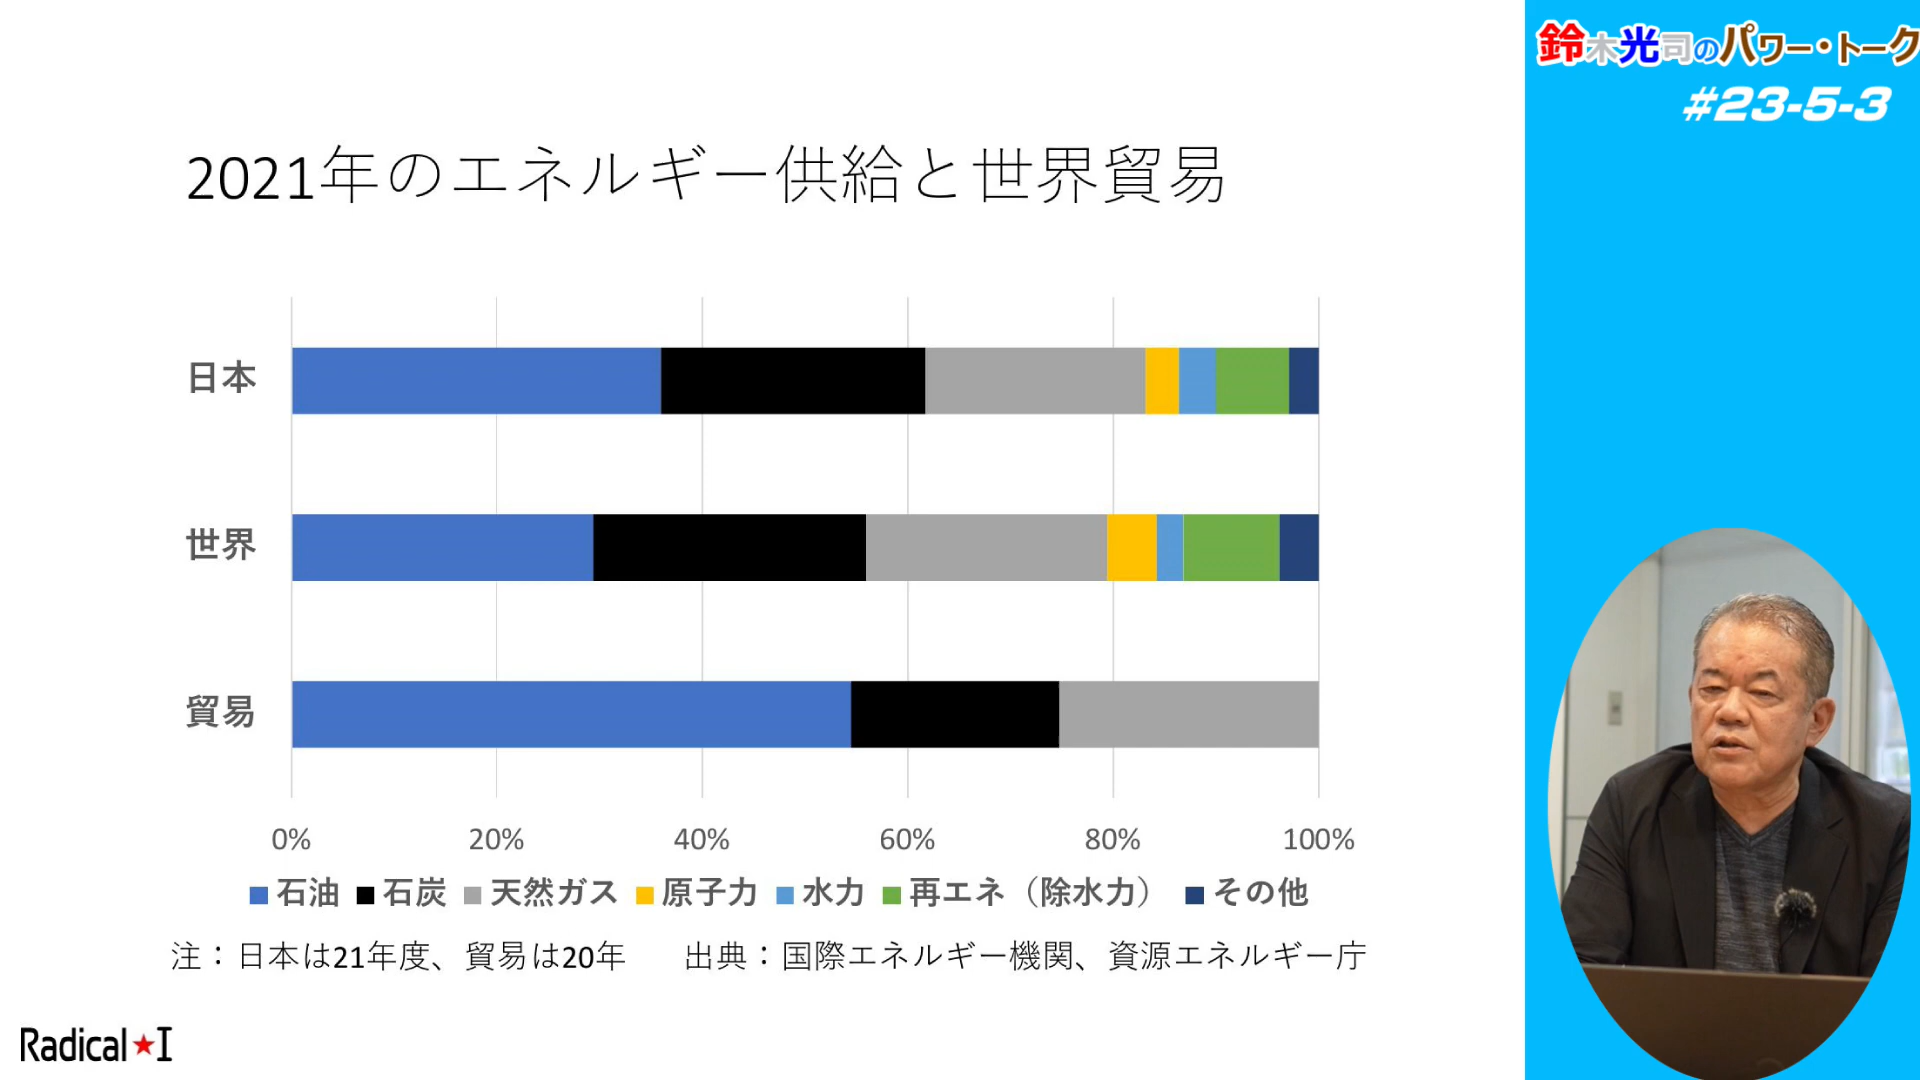 鈴木光司のパワー・トーク
#23-5-3
2021年のエネルギー供給と世界貿易
日本
世界
貿易
0% 20% 40% 60% 80% 100%
石油 石炭 天然ガス 原子力 水力 再エネ（除水力） その他
注：日本は21年度、貿易は20年 出典：国際エネルギー機関、資源エネルギー庁
Radical★I